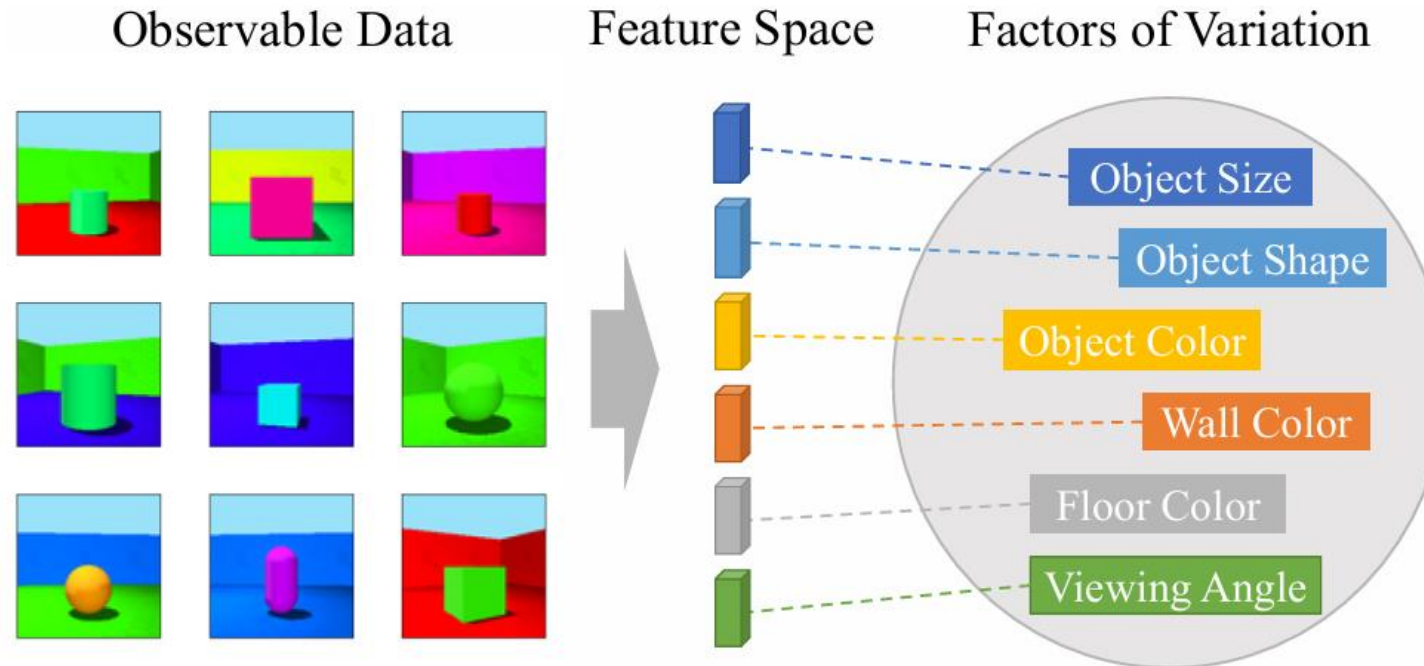 Observable Data
Feature Space
Factors of Variation
Object Size
Object Shape
Object Color
Wall Color
Floor Color
Viewing Angle